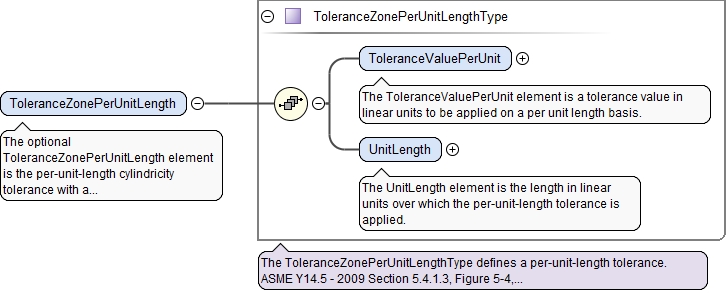 ToleranceZonePerUnitLengthType
ToleranceValuePerUnit
The ToleranceValuePerUnit element is a tolerance value in
linear units to be applied on a per unit length basis.
ToleranceZonePerUnitLength
The optional
ToleranceZonePerUnitLength element
is the per-unit-length cylindricity
tolerance with a...
UnitLength
The UnitLength element is the length in linear
units over which the per-unit-length tolerance is
applied.
The ToleranceZonePerUnitLengthType defines a per-unit-length tolerance.
ASME Y14.5 - 2009 Section 5.4.1.3, Figure 5-4,...